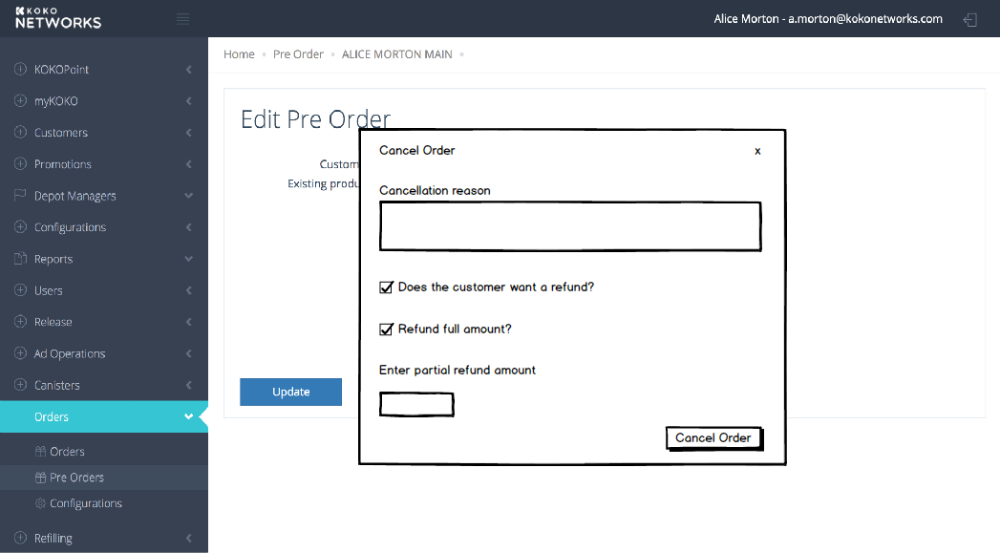 KOKO
NETWORKS
Alice Morton - a.morton@kokonetworks.com
Home • Pre Order • ALICE MORTON MAIN •
KOKOPoint
myKOKO
Customers
Promotions
Depot Managers
Configurations
Reports
Users
Release
Ad Operations
Canisters
Orders
Orders
Pre Orders
Configurations
Refilling
Edit Pre Order
Custom
Existing produ
Update
Cancel Order x
Cancellation reason
Does the customer want a refund?
Refund full amount?
Enter partial refund amount
Cancel Order